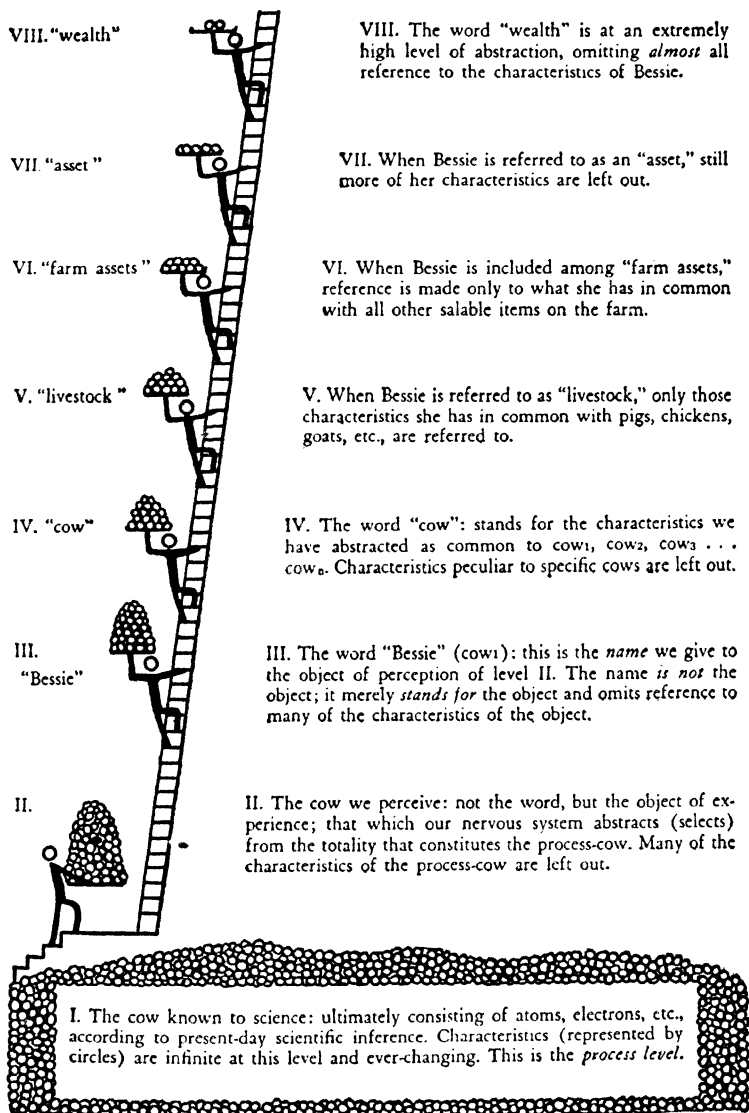 VIII. "wealth"
VIII. The word "wealth" is at an extremely
high level of abstraction, omitting almost all
reference to the characteristics of Bessie.
VII. "asset"
VII. When Bessie is referred to as an "asset," still
more of her characteristics are left out.
VI. "farm assets"
VI. When Bessie is included among "farm assets,"
reference is made only to what she has in common
with all other salable items on the farm.
V. "livestock"
V. When Bessie is referred to as "livestock," only those
characteristics she has in common with pigs, chickens,
goats, etc., are referred to.
IV. "cow"
IV. The word "cow": stands for the characteristics we
have abstracted as common to cow₁, cow₂, cow₃ . . .
cowₙ. Characteristics peculiar to specific cows are left out.
III.
"Bessie"
III. The word "Bessie" (cow₁): this is the name we give to
the object of perception of level II. The name is not the
object; it merely stands for the object and omits reference to
many of the characteristics of the object.
II.
II. The cow we perceive: not the word, but the object of ex-
perience; that which our nervous system abstracts (selects)
from the totality that constitutes the process-cow. Many of the
characteristics of the process-cow are left out.
I. The cow known to science: ultimately consisting of atoms, electrons, etc.,
according to present-day scientific inference. Characteristics (represented by
circles) are infinite at this level and ever-changing. This is the process level.